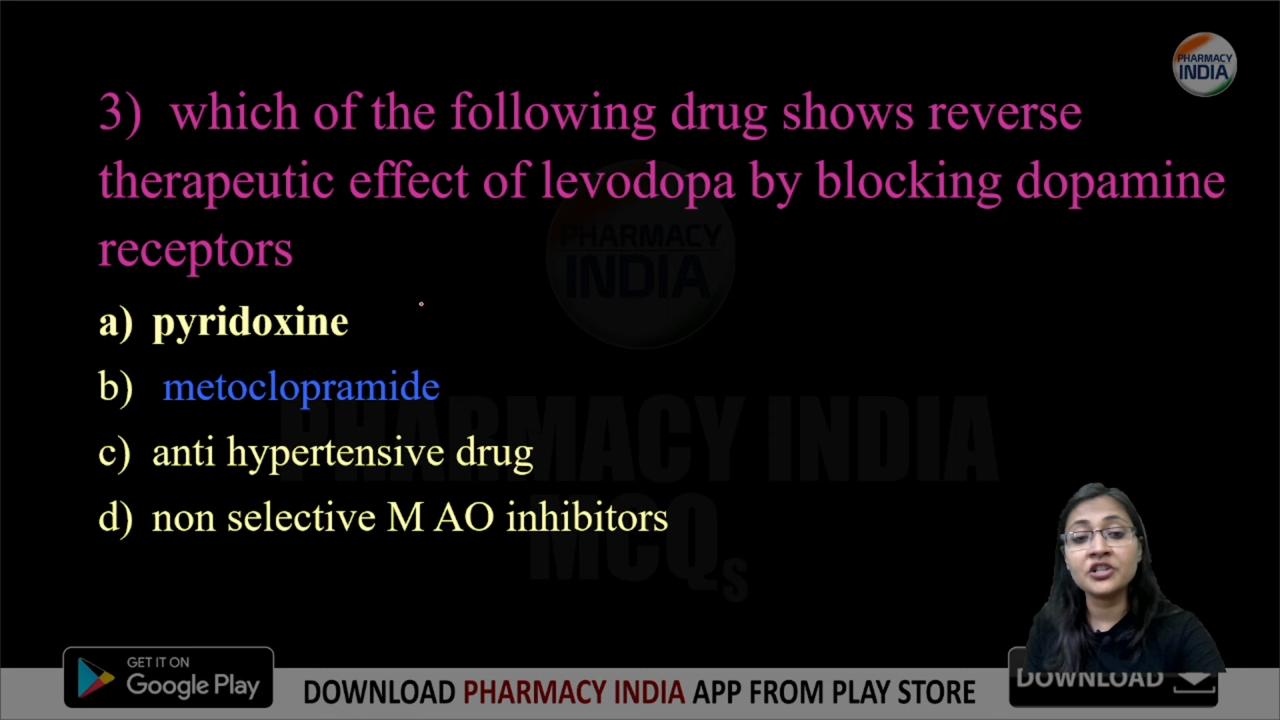 PHARMACY
INDIA
3) which of the following drug shows reverse
therapeutic effect of levodopa by blocking dopamine
receptors
PHARMACY
INDIA
a) pyridoxine
b) metoclopramide
PHARMACY INDIA
c) anti hypertensive drug
d) non selective M AO inhibitors
MCQs
GET IT ON
Google Play
DOWNLOAD PHARMACY INDIA APP FROM PLAY STORE
DOWNLOAD